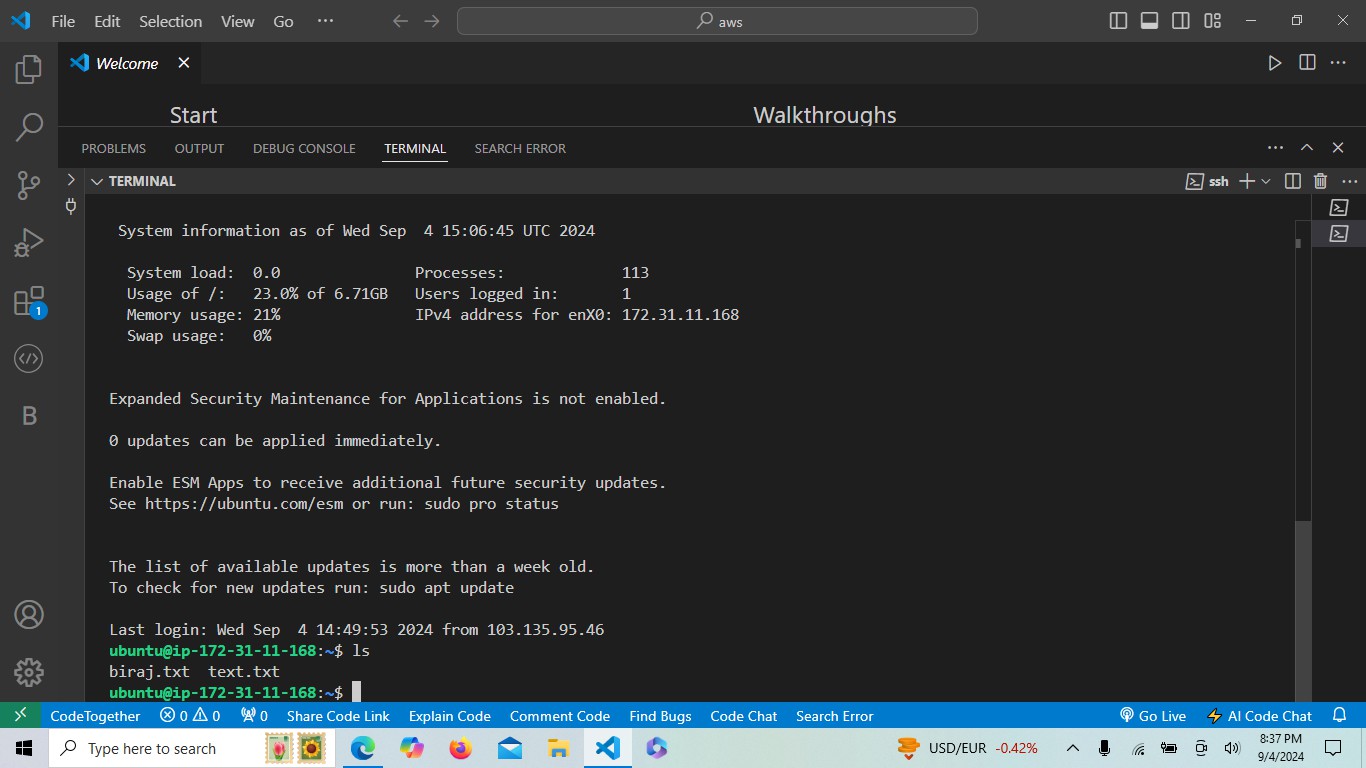 File Edit Selection View Go ···
aws
Welcome
Start Walkthroughs
PROBLEMS OUTPUT DEBUG CONSOLE TERMINAL SEARCH ERROR
TERMINAL
ssh
System information as of Wed Sep  4 15:06:45 UTC 2024
System load:  0.0               Processes:             113
Usage of /:   23.0% of 6.71GB   Users logged in:       1
Memory usage: 21%               IPv4 address for enX0: 172.31.11.168
Swap usage:   0%
Expanded Security Maintenance for Applications is not enabled.
0 updates can be applied immediately.
Enable ESM Apps to receive additional future security updates.
See https://ubuntu.com/esm or run: sudo pro status
The list of available updates is more than a week old.
To check for new updates run: sudo apt update
Last login: Wed Sep  4 14:49:53 2024 from 103.135.95.46
ubuntu@ip-172-31-11-168:~$ ls
biraj.txt  text.txt
ubuntu@ip-172-31-11-168:~$
1
B
CodeTogether 0 0 0 Share Code Link Explain Code Comment Code Find Bugs Code Chat Search Error Go Live AI Code Chat
Type here to search
USD/EUR -0.42%
8:37 PM
9/4/2024